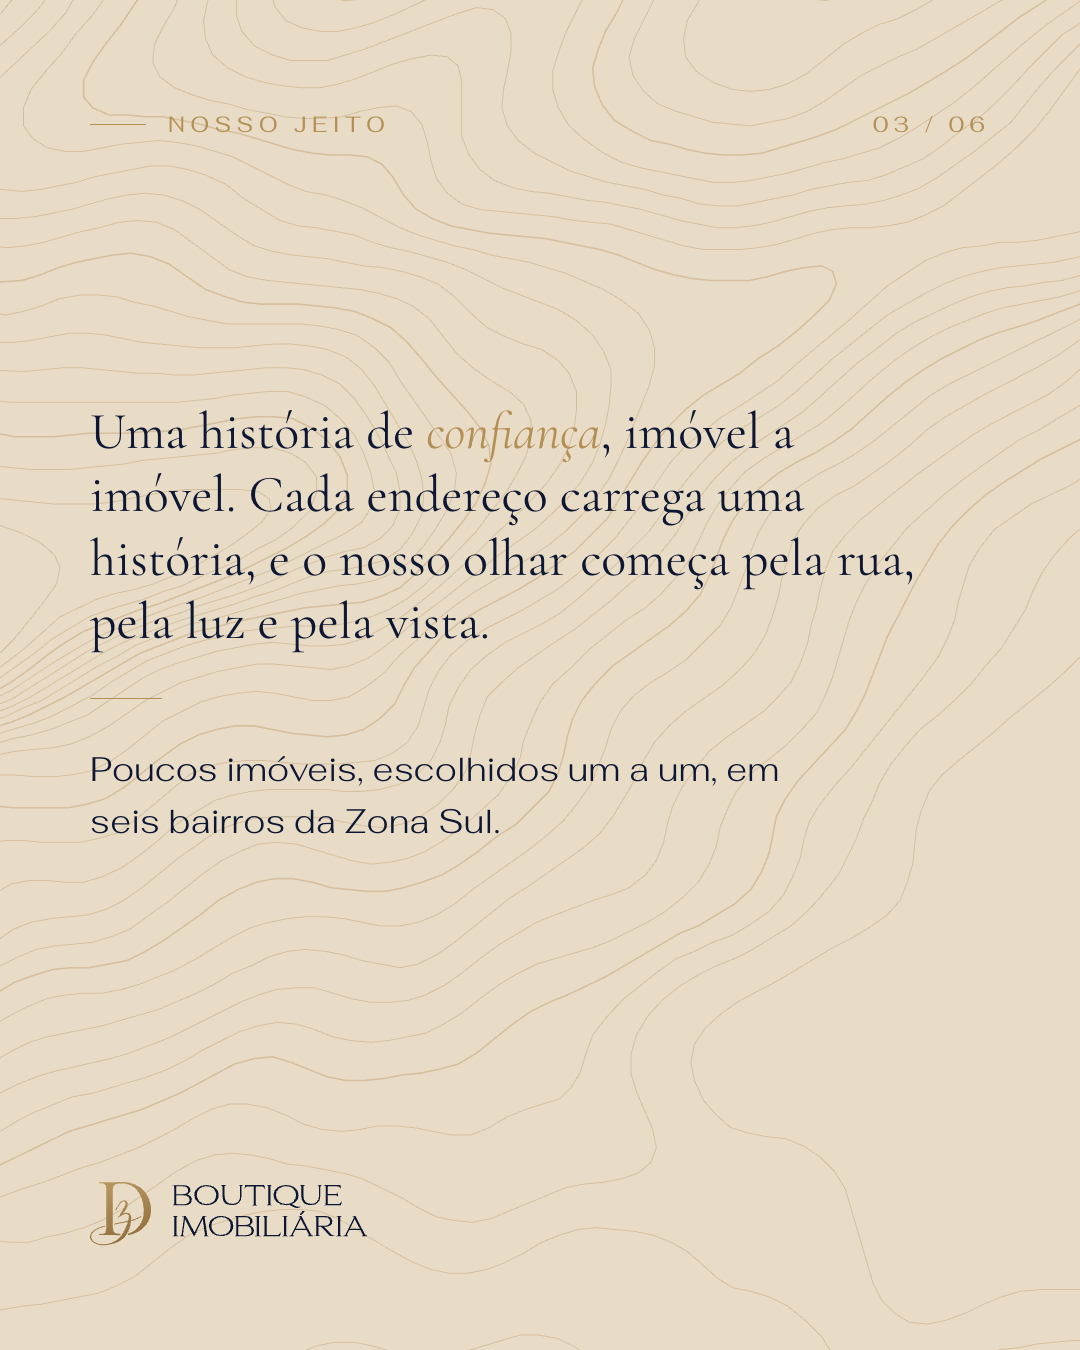 NOSSO JEITO
03 / 06
Uma história de confiança, imóvel a
imóvel. Cada endereço carrega uma
história, e o nosso olhar começa pela rua,
pela luz e pela vista.
Poucos imóveis, escolhidos um a um, em
seis bairros da Zona Sul.
BOUTIQUE
IMOBILIÁRIA